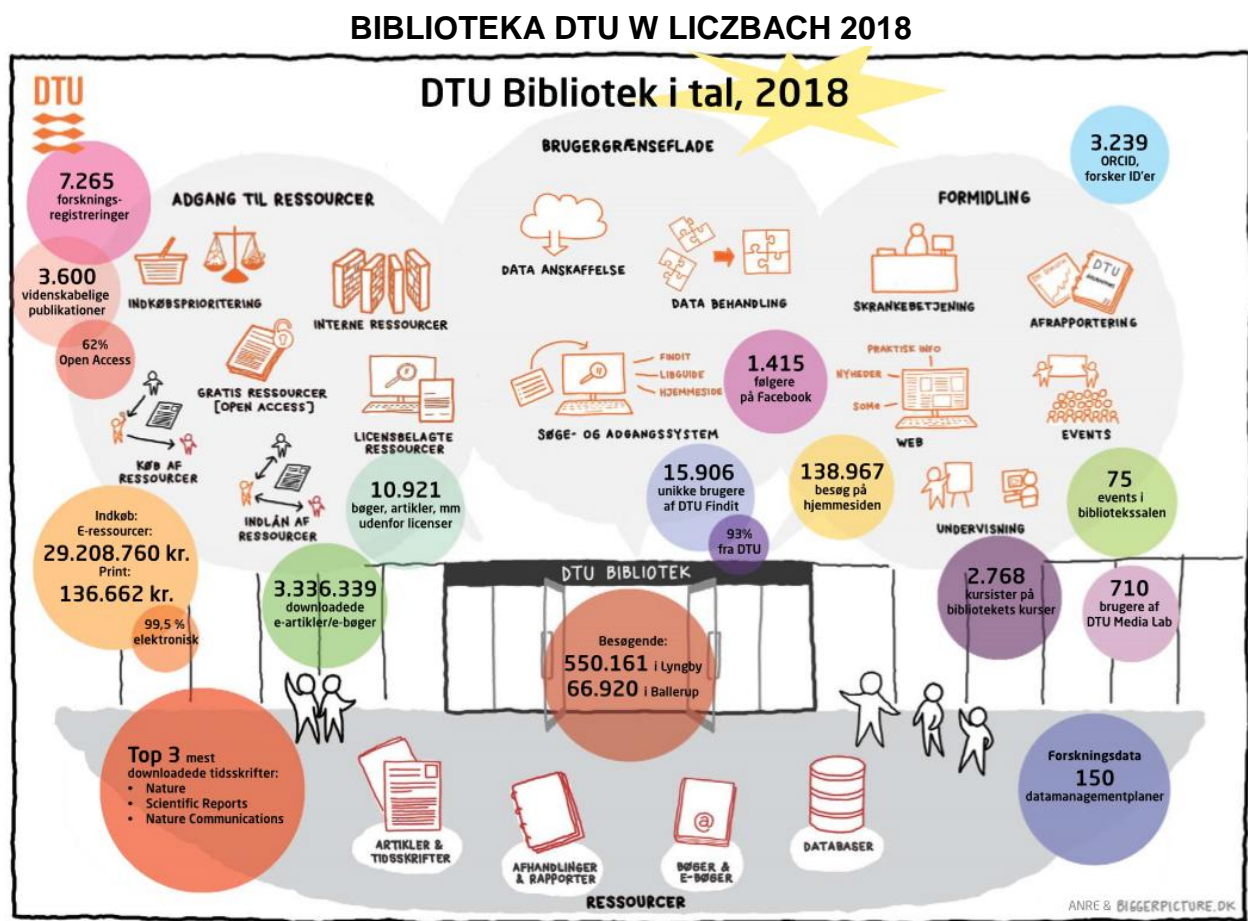 BIBLIOTEKA DTU W LICZBACH 2018
DTU
DTU Bibliotek i tal, 2018
BRUGERGRÆNSEFLADE
3.239
ORCID,
forsker ID'er
7.265
forsknings-
registreringer
ADGANG TIL RESSOURCER
FORMIDLING
3.600
videnskabelige
publikationer
62%
Open Access
INDKØBSPRIORITERING
INTERNE RESSOURCER
GRATIS RESSOURCER
[OPEN ACCESS]
LICENSBELAGTE
RESSOURCER
KØB AF
RESSOURCER
INDLÅN AF
RESSOURCER
10.921
bøger, artikler, mm
udenfor licenser
DATA ANSKAFFELSE
DATA BEHANDLING
FINDIT
LIBGUIDE
HJEMMESIDE
SØGE- OG ADGANGSSYSTEM
1.415
følgere
på Facebook
15.906
unikke brugere
af DTU Findit
93%
fra DTU
SKRANKEBETJENING
DTU
AFRAPPORTERING
PRAKTISK INFO
NYHEDER
SOMe
WEB
EVENTS
138.967
besøg på
hjemmesiden
UNDERVISNING
75
events i
bibliotekssalen
Indkøb:
E-ressourcer:
29.208.760 kr.
Print:
136.662 kr.
99,5 %
elektronisk
3.336.339
downloadede
e-artikler/e-bøger
DTU BIBLIOTEK
Besøgende:
550.161 i Lyngby
66.920 i Ballerup
2.768
kursister på
bibliotekets kurser
710
brugere af
DTU Media Lab
Top 3 mest
downloadede tidsskrifter:
• Nature
• Scientific Reports
• Nature Communications
Forskningsdata
150
datamanagementplaner
ARTIKLER &
TIDSSKRIFTER
AFHANDLINGER
& RAPPORTER
@
BØGER &
E-BØGER
DATABASER
RESSOURCER
ANRE & BIGGERPICTURE.DK